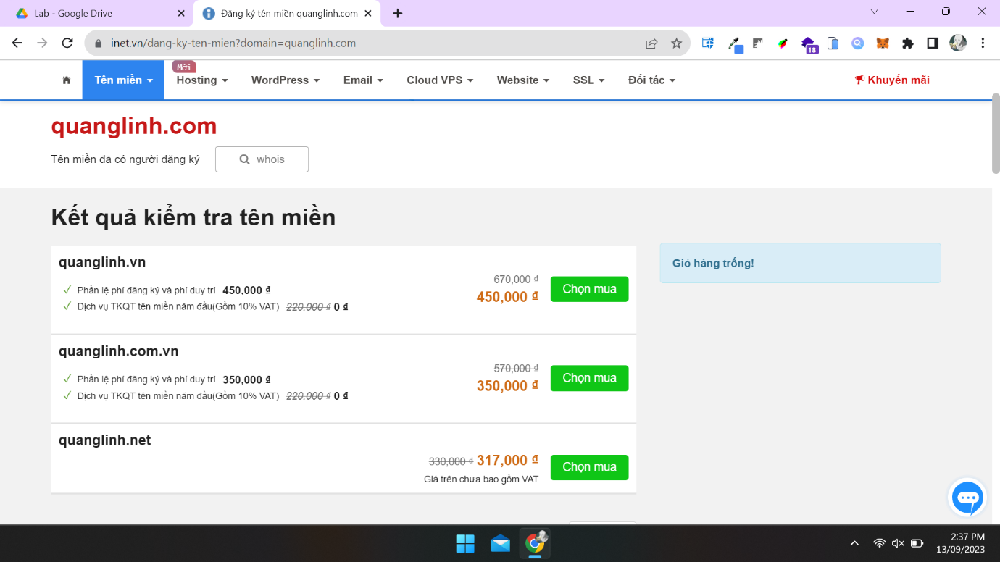 Lab - Google Drive
Đăng ký tên miền quanglinh.com
inet.vn/dang-ky-ten-mien?domain=quanglinh.com
18
Mới
Tên miền
Hosting
WordPress
Email
Cloud VPS
Website
SSL
Đối tác
Khuyến mãi
quanglinh.com
Tên miền đã có người đăng ký
whois
Kết quả kiểm tra tên miền
Giỏ hàng trống!
quanglinh.vn
670,000 đ
Phần lệ phí đăng ký và phí duy trì 450,000 đ
450,000 đ
Chọn mua
Dịch vụ TKQT tên miền năm đầu(Gồm 10% VAT) 220.000 đ 0 đ
quanglinh.com.vn
570,000 đ
Phần lệ phí đăng ký và phí duy trì 350,000 đ
350,000 đ
Chọn mua
Dịch vụ TKQT tên miền năm đầu(Gồm 10% VAT) 220.000 đ 0 đ
quanglinh.net
330,000 đ 317,000 đ
Chọn mua
Giá trên chưa bao gồm VAT
2:37 PM
13/09/2023